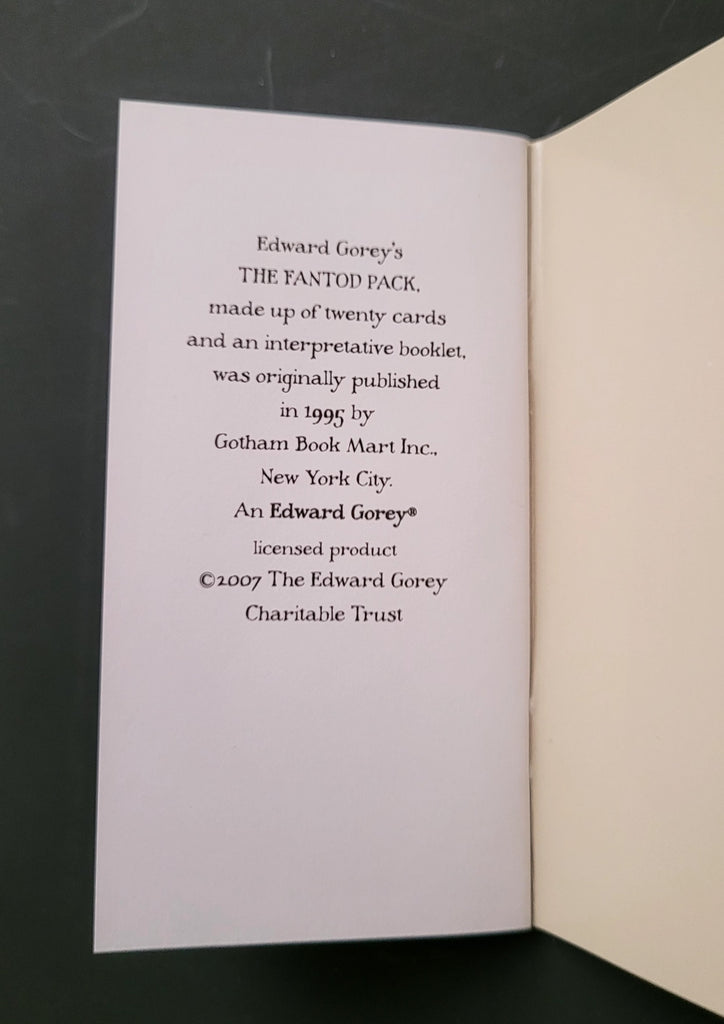 Edward Gorey's
THE FANTOD PACK,
made up of twenty cards
and an interpretative booklet,
was originally published
in 1995 by
Gotham Book Mart Inc.,
New York City.
An Edward Gorey®
licensed product
©2007 The Edward Gorey
Charitable Trust